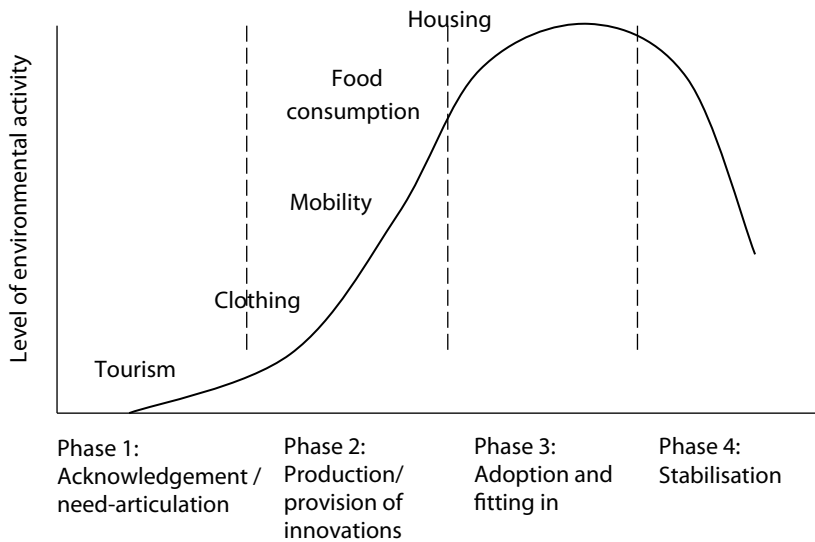 Housing
Food
consumption
Mobility
Clothing
Tourism
Level of environmental activity
Phase 1:
Acknowledgement /
need-articulation
Phase 2:
Production/
provision of
innovations
Phase 3:
Adoption and
fitting in
Phase 4:
Stabilisation